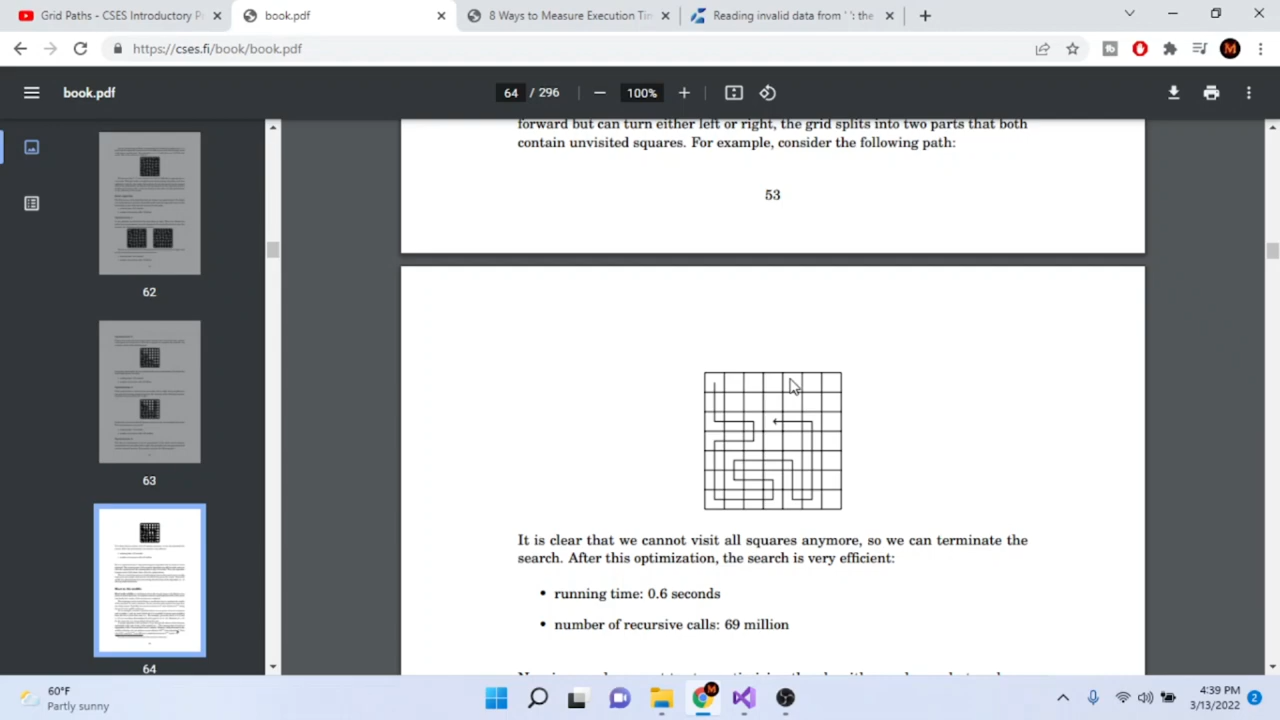 Grid Paths - CSES Introductory P
book.pdf
8 Ways to Measure Execution Tim
Reading invalid data from ' ': the
https://cses.fi/book/book.pdf
M
book.pdf
64 / 296
100%
forward but can turn either left or right, the grid splits into two parts that both
contain unvisited squares. For example, consider the following path:
53
62
63
64
It is clear that we cannot visit all squares anymore, so we can terminate the
search. After this optimization, the search is very efficient:
• running time: 0.6 seconds
• number of recursive calls: 69 million
60°F
Partly sunny
M
4:39 PM
3/13/2022
2